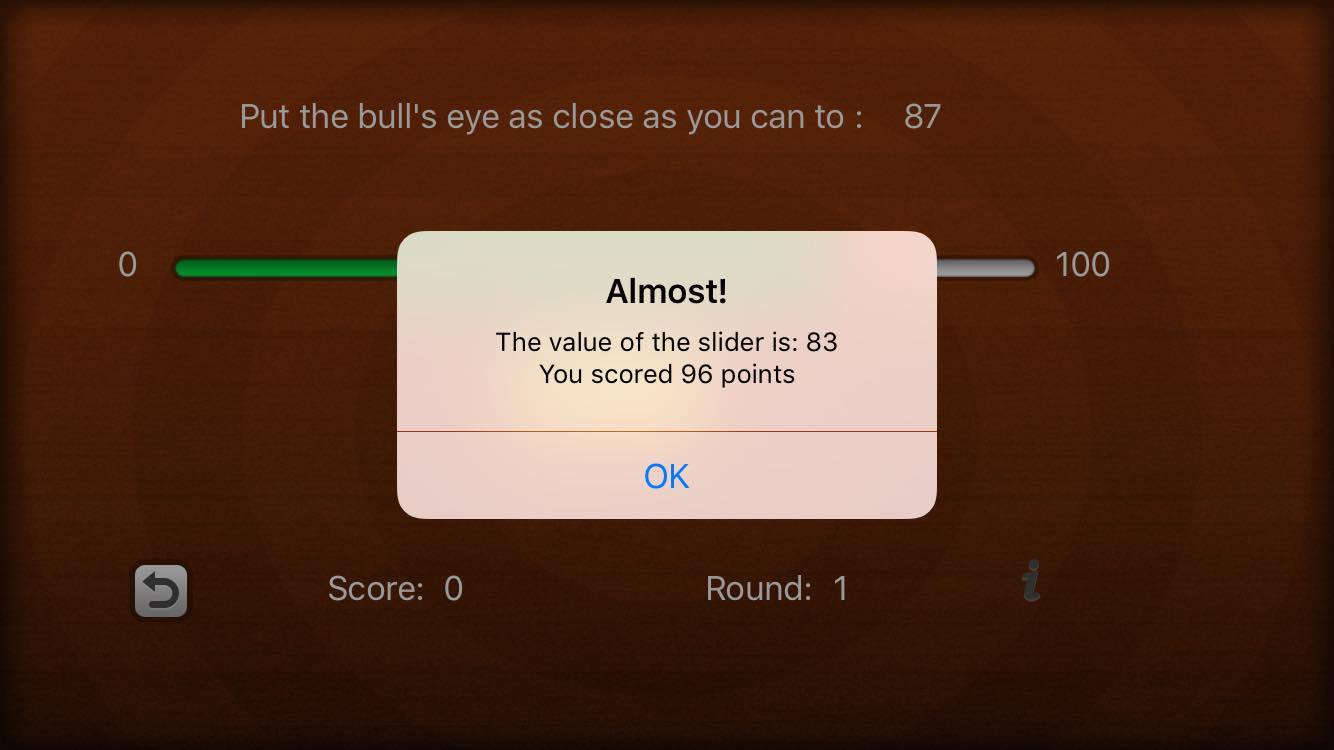 Put the bull's eye as close as you can to : 87
0 100
Almost!
The value of the slider is: 83
You scored 96 points
OK
Score: 0 Round: 1 i